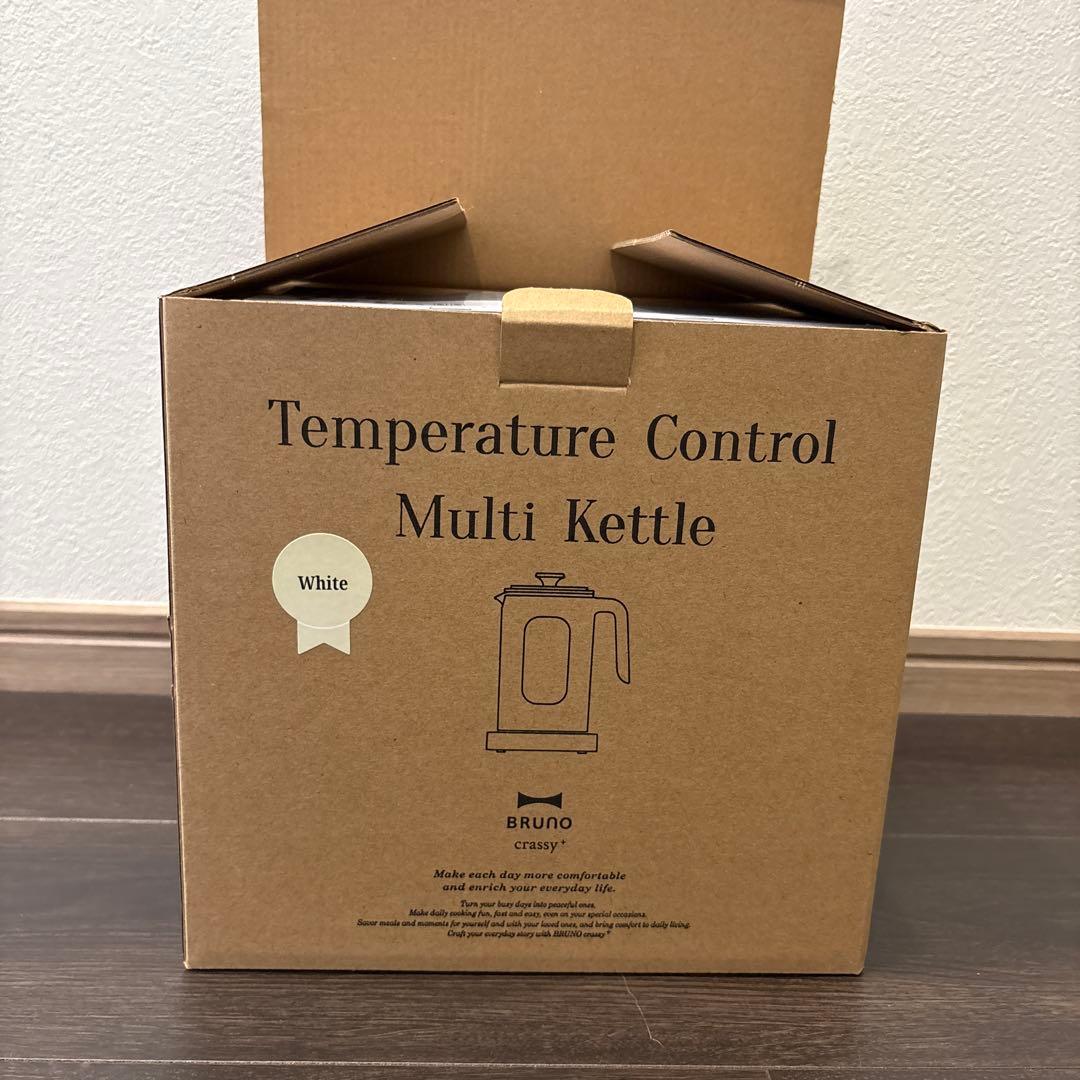 Temperature Control
Multi Kettle
White
BRUNO
crassy+
Make each day more comfortable
and enrich your everyday life.
Turn your busy days into peaceful ones.
Make daily cooking fun, fast and easy, even on your special occasions.
Savor meals and moments for yourself and with your loved ones, and bring comfort to daily living.
Craft your everyday story with BRUNO crassy+